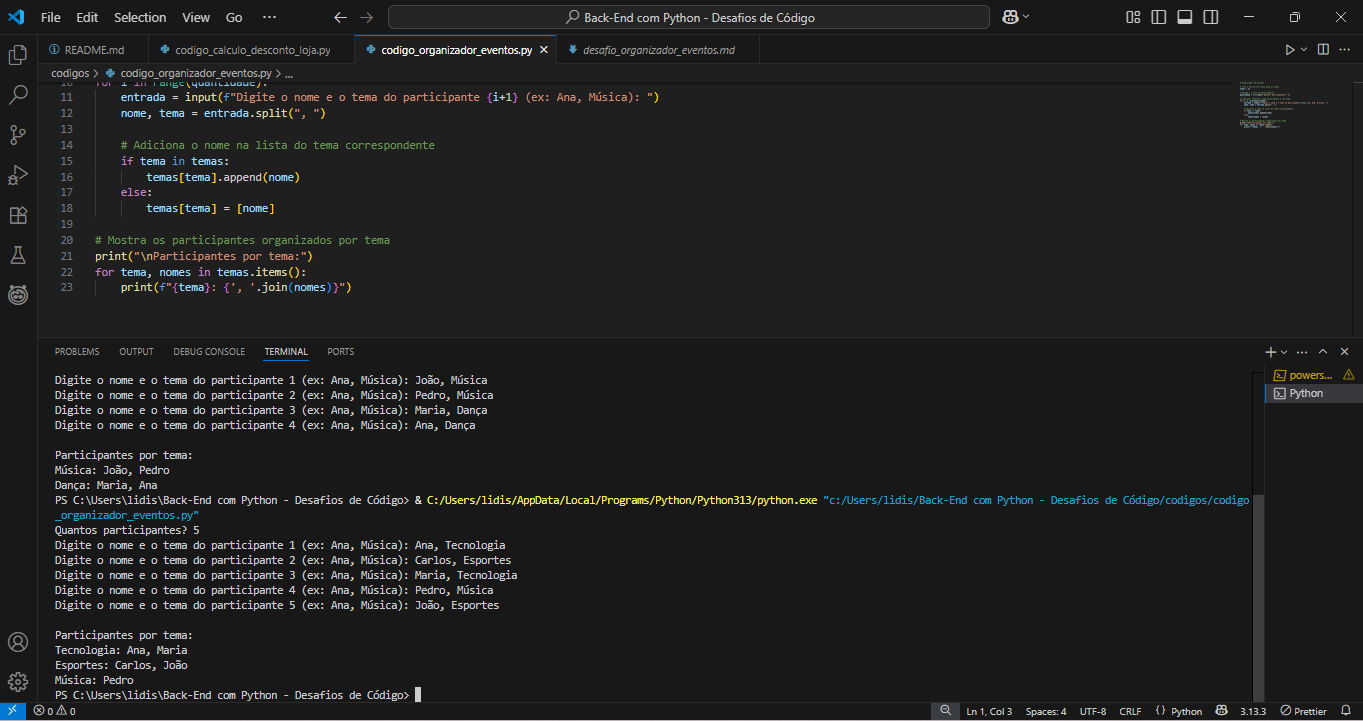 File Edit Selection View Go ··· Back-End com Python - Desafios de Código
README.md codigo_calculo_desconto_loja.py codigo_organizador_eventos.py desafio_organizador_eventos.md
codigos > codigo_organizador_eventos.py > ...
10 for i in range(quantidade):
11 entrada = input(f"Digite o nome e o tema do participante {i+1} (ex: Ana, Música): ")
12 nome, tema = entrada.split(", ")
13
14 # Adiciona o nome na lista do tema correspondente
15 if tema in temas:
16 temas[tema].append(nome)
17 else:
18 temas[tema] = [nome]
19
20 # Mostra os participantes organizados por tema
21 print("\nParticipantes por tema:")
22 for tema, nomes in temas.items():
23 print(f"{tema}: {', '.join(nomes)}")
PROBLEMS OUTPUT DEBUG CONSOLE TERMINAL PORTS
powers...
Python
Digite o nome e o tema do participante 1 (ex: Ana, Música): João, Música
Digite o nome e o tema do participante 2 (ex: Ana, Música): Pedro, Música
Digite o nome e o tema do participante 3 (ex: Ana, Música): Maria, Dança
Digite o nome e o tema do participante 4 (ex: Ana, Música): Ana, Dança
Participantes por tema:
Música: João, Pedro
Dança: Maria, Ana
PS C:\Users\lidis\Back-End com Python - Desafios de Código> & C:/Users/lidis/AppData/Local/Programs/Python/Python313/python.exe "c:/Users/lidis/Back-End com Python - Desafios de Código/codigos/codigo
_organizador_eventos.py"
Quantos participantes? 5
Digite o nome e o tema do participante 1 (ex: Ana, Música): Ana, Tecnologia
Digite o nome e o tema do participante 2 (ex: Ana, Música): Carlos, Esportes
Digite o nome e o tema do participante 3 (ex: Ana, Música): Maria, Tecnologia
Digite o nome e o tema do participante 4 (ex: Ana, Música): Pedro, Música
Digite o nome e o tema do participante 5 (ex: Ana, Música): João, Esportes
Participantes por tema:
Tecnologia: Ana, Maria
Esportes: Carlos, João
Música: Pedro
PS C:\Users\lidis\Back-End com Python - Desafios de Código>
0 0 Ln 1, Col 3 Spaces: 4 UTF-8 CRLF {} Python 3.13.3 Prettier